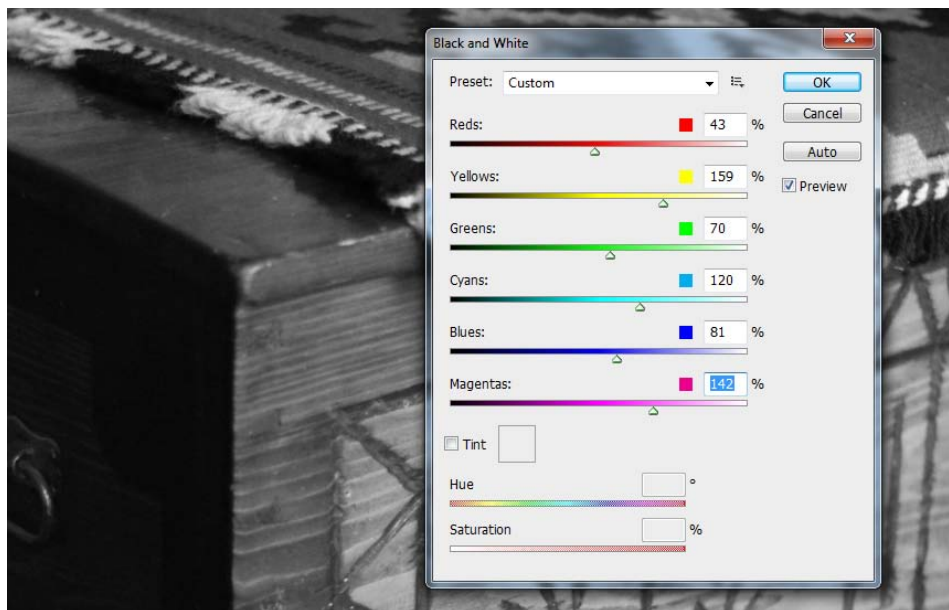 Black and White
Preset: Custom
OK
Reds: 43 %
Cancel
Auto
Yellows: 159 %
Preview
Greens: 70 %
Cyans: 120 %
Blues: 81 %
Magentas: 142 %
Tint
Hue °
Saturation %